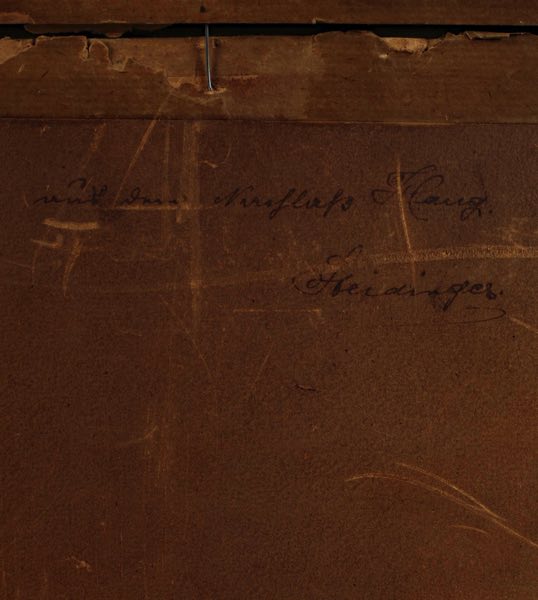 aus dem Nachlaß Haug.
Heidinger.